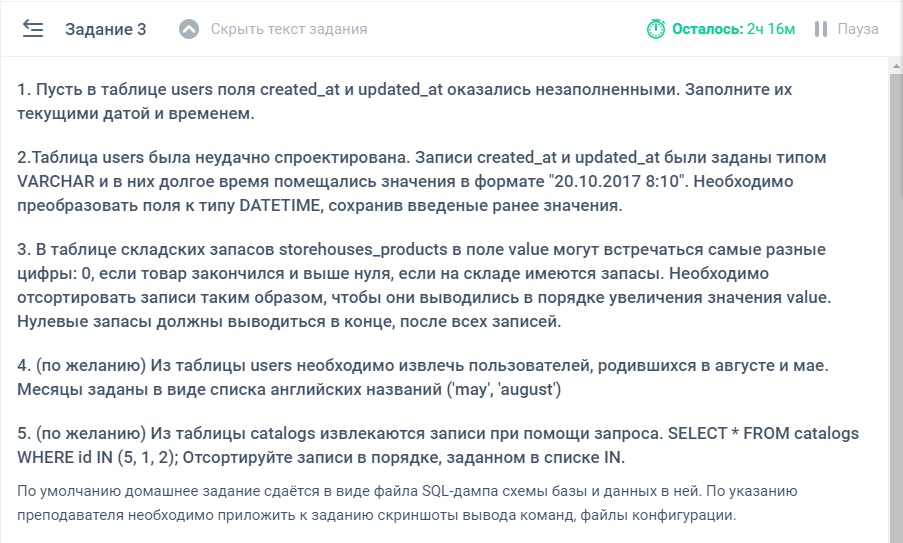 Задание 3 Скрыть текст задания Осталось: 2ч 16м Пауза
1. Пусть в таблице users поля created_at и updated_at оказались незаполненными. Заполните их
текущими датой и временем.
2.Таблица users была неудачно спроектирована. Записи created_at и updated_at были заданы типом
VARCHAR и в них долгое время помещались значения в формате "20.10.2017 8:10". Необходимо
преобразовать поля к типу DATETIME, сохранив введеные ранее значения.
3. В таблице складских запасов storehouses_products в поле value могут встречаться самые разные
цифры: 0, если товар закончился и выше нуля, если на складе имеются запасы. Необходимо
отсортировать записи таким образом, чтобы они выводились в порядке увеличения значения value.
Нулевые запасы должны выводиться в конце, после всех записей.
4. (по желанию) Из таблицы users необходимо извлечь пользователей, родившихся в августе и мае.
Месяцы заданы в виде списка английских названий ('may', 'august')
5. (по желанию) Из таблицы catalogs извлекаются записи при помощи запроса. SELECT * FROM catalogs
WHERE id IN (5, 1, 2); Отсортируйте записи в порядке, заданном в списке IN.
По умолчанию домашнее задание сдаётся в виде файла SQL-дампа схемы базы и данных в ней. По указанию
преподавателя необходимо приложить к заданию скриншоты вывода команд, файлы конфигурации.